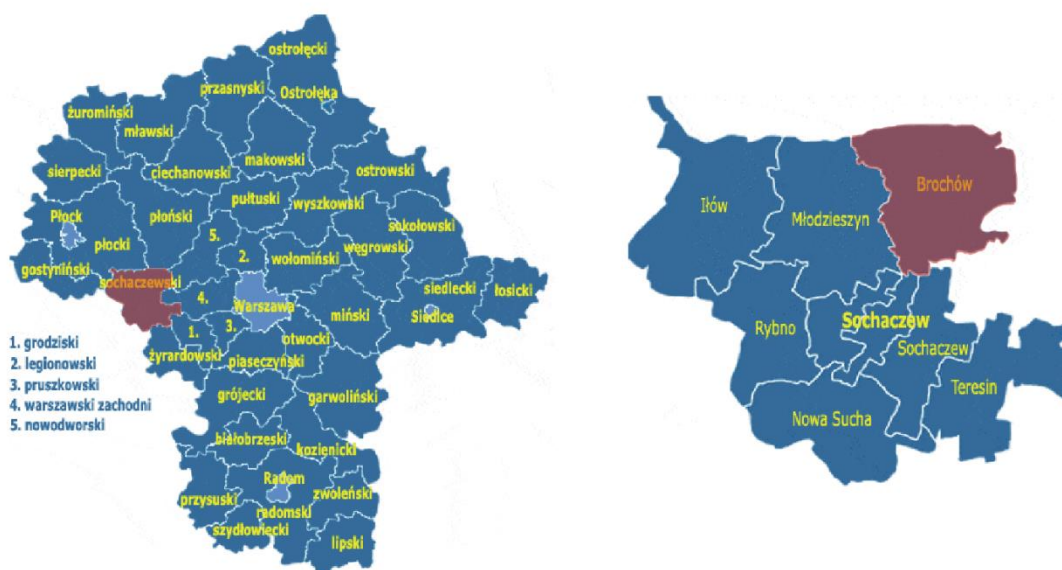 ostrołęcki
przasnyski
Ostrołęka
żuromiński
mławski
makowski
ciechanowski
sierpecki
ostrowski
pułtuski
wyszkowski
Płock
płoński
sokołowski
5.
płocki
2.
wołomiński
węgrowski
gostyniński
sochaczewski
siedlecki
łosicki
4.
Warszawa
miński
Siedlce
1.
3.
otwocki
żyrardowski
piaseczyński
1. grodziski
2. legionowski
3. pruszkowski
4. warszawski zachodni
5. nowodworski
grójecki
garwoliński
białobrzeski
kozienicki
Radom
przysuski
zwoleński
radomski
szydłowiecki
lipski
Brochów
Iłów
Młodzieszyn
Rybno
Sochaczew
Sochaczew
Teresin
Nowa Sucha